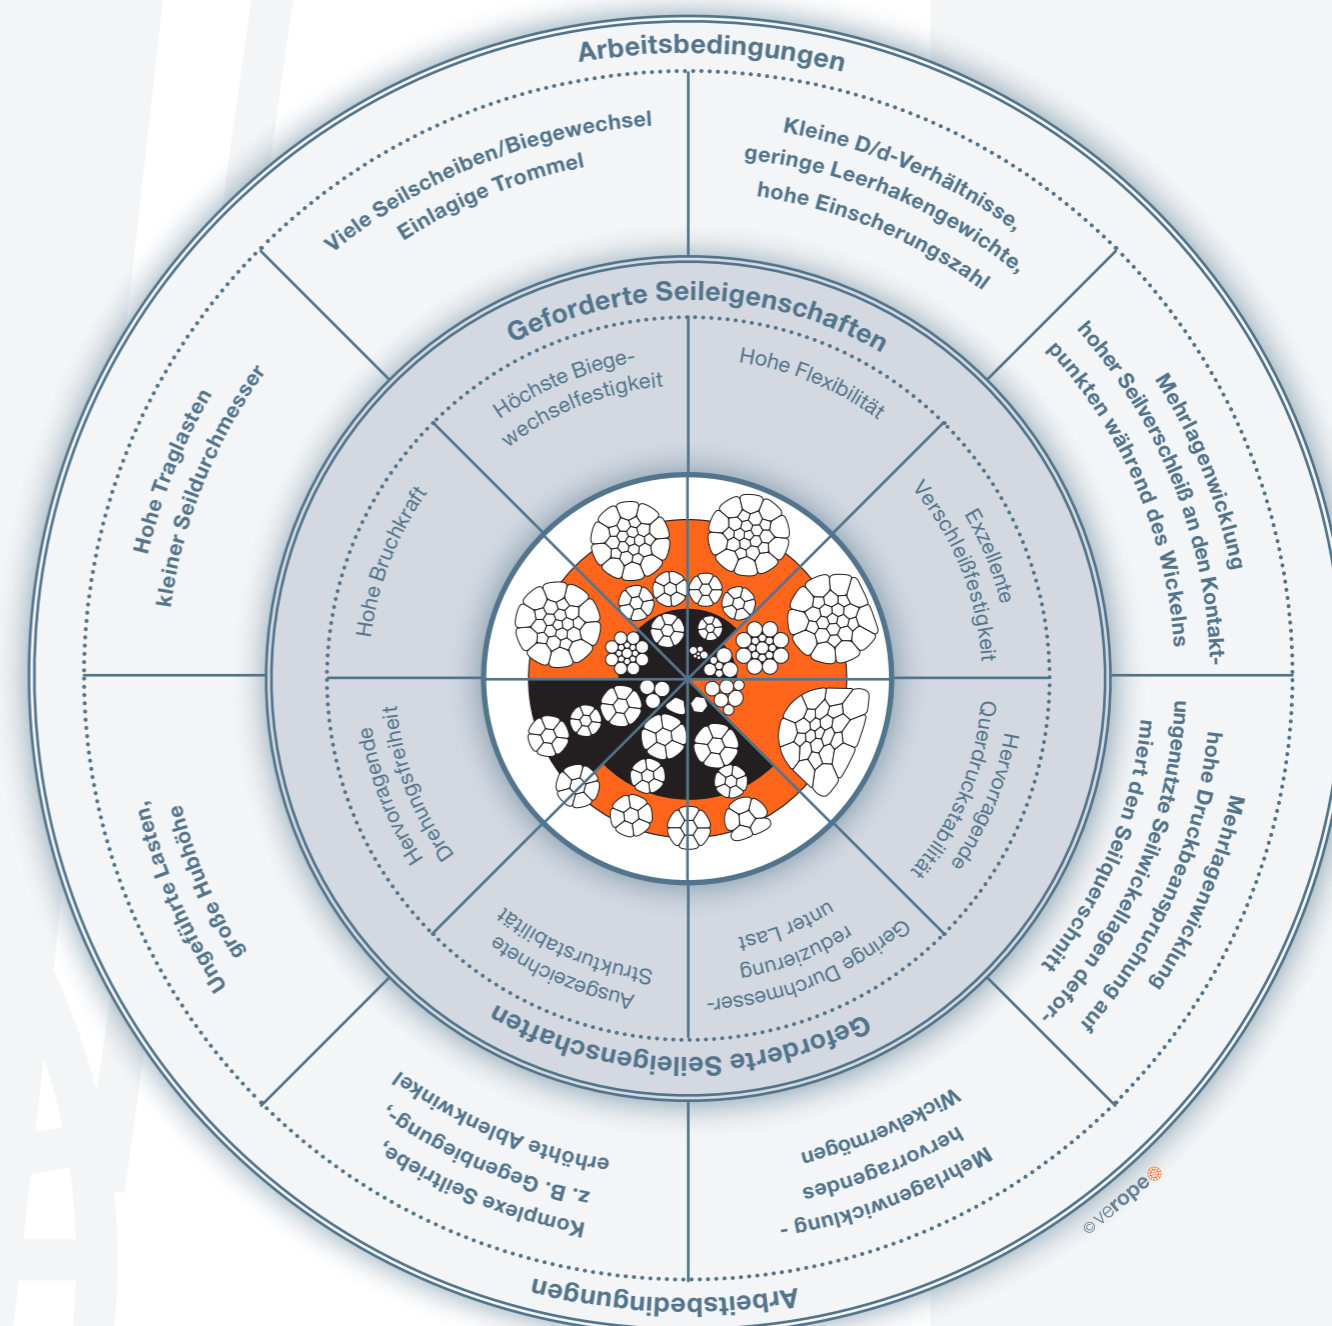 Arbeitsbedingungen
Viele Seilscheiben/Biegewechsel
Einlagige Trommel
Kleine D/d-Verhältnisse,
geringe Leerhakengewichte,
hohe Einscherungszahl
Mehrlagenwicklung
hoher Seilverschleiß an den Kontakt-
punkten während des Wickelns
Mehrlagenwicklung
hohe Druckbeanspruchung auf
ungenutzte Seilwickellagen defor-
miert den Seilquerschnitt
Mehrlagenwicklung -
hervorragendes
Wickelvermögen
Komplexe Seiltriebe,
z. B. Gegenbiegung-,
erhöhte Ablenkwinkel
Ungeführte Lasten,
große Hubhöhe
Hohe Traglasten
kleiner Seildurchmesser
Arbeitsbedingungen
Geforderte Seileigenschaften
Höchste Biege-
wechselfestigkeit
Hohe Flexibilität
Exzellente
Verschleißfestigkeit
Hervorragende
Querdruckstabilität
Geringe Durchmesser-
reduzierung
unter Last
Ausgezeichnete
Strukturstabilität
Hervorragende
Drehungsfreiheit
Hohe Bruchkraft
Geforderte Seileigenschaften
©verope